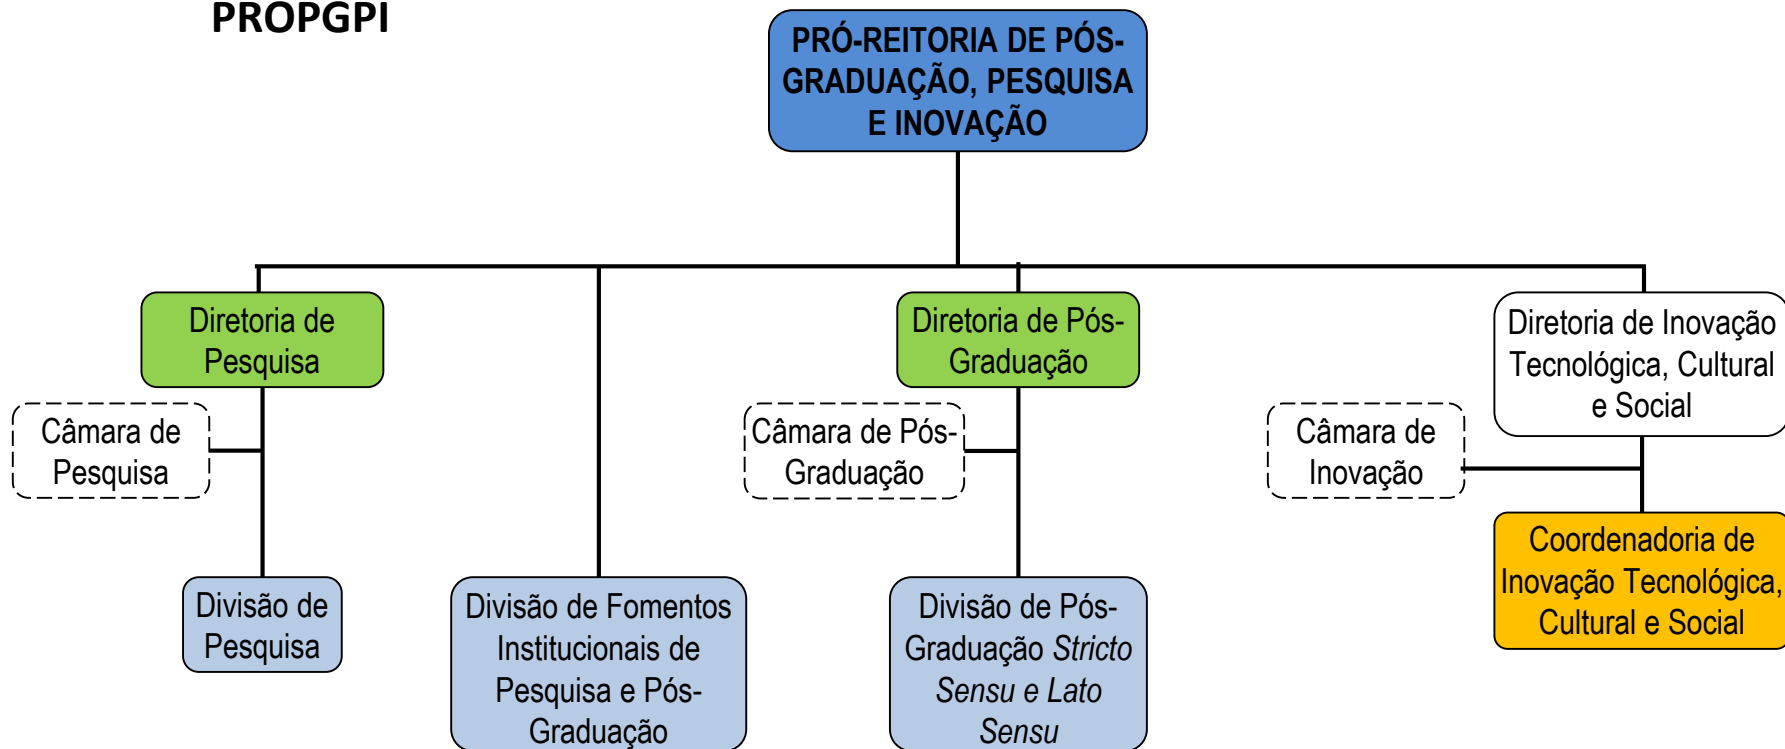 PROPGPI
PRÓ-REITORIA DE PÓS-
GRADUAÇÃO, PESQUISA
E INOVAÇÃO
Diretoria de
Pesquisa
Diretoria de Pós-
Graduação
Diretoria de Inovação
Tecnológica, Cultural
e Social
Câmara de
Pesquisa
Câmara de Pós-
Graduação
Câmara de
Inovação
Divisão de
Pesquisa
Divisão de Fomentos
Institucionais de
Pesquisa e Pós-
Graduação
Divisão de Pós-
Graduação Stricto
Sensu e Lato
Sensu
Coordenadoria de
Inovação Tecnológica,
Cultural e Social